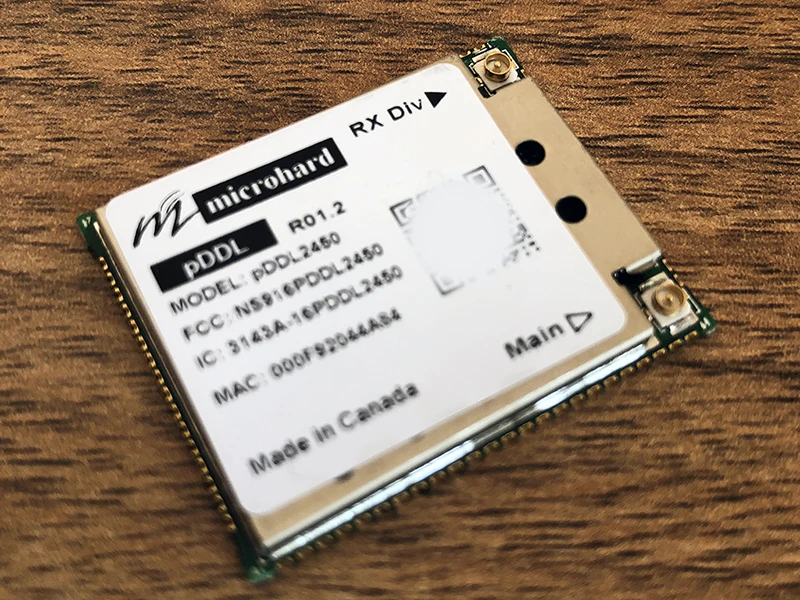 RX Div
microhard
pDDL R01.2
MODEL: pDDL2450
FCC: NS916PDDL2450
IC: 3143A-16PDDL2450
MAC: 000F92044A84
Main
Made in Canada